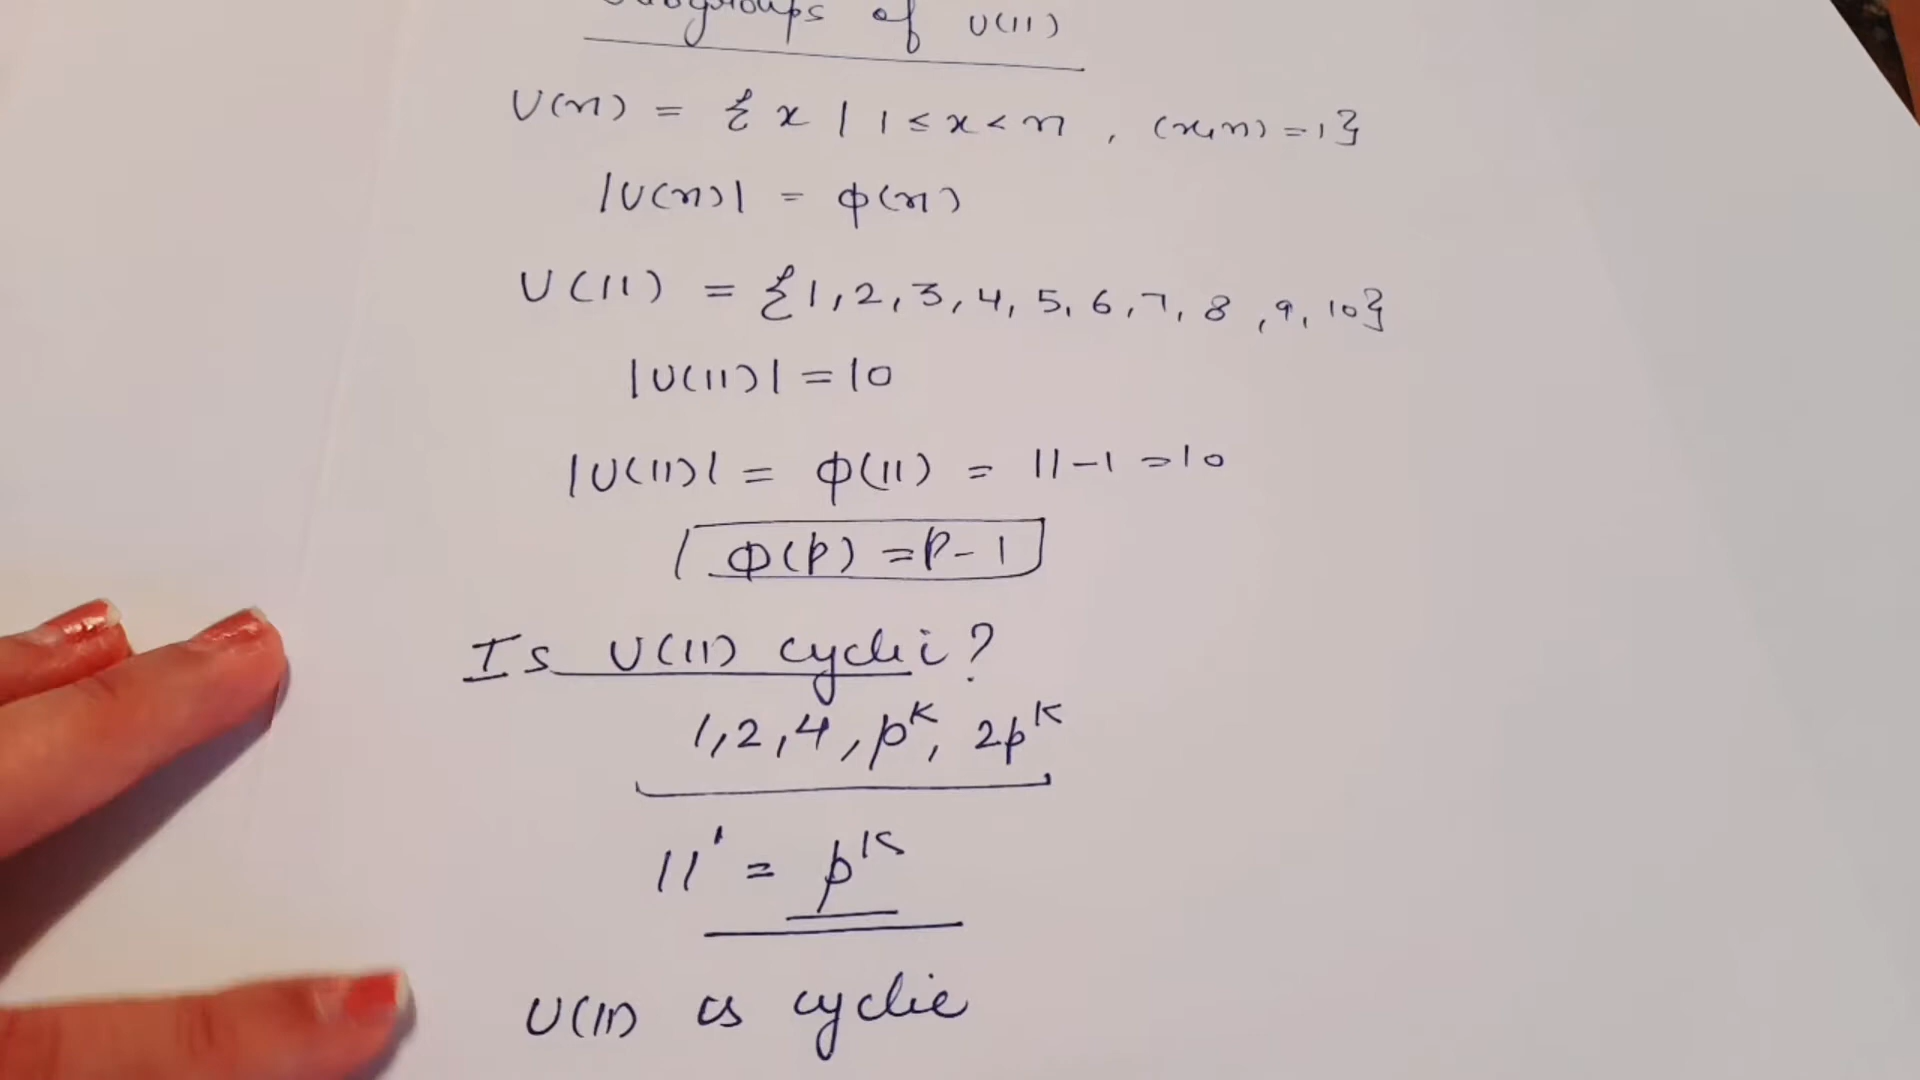 Subgroups of U(11)
U(n) = { x | 1 ≤ x < n , (x,n) = 1}
|U(n)| = ϕ(n)
U(11) = {1,2,3,4,5,6,7,8,9,10}
|U(11)| = 10
|U(11)| = ϕ(11) = 11-1 = 10
ϕ(p) = p-1
Is U(11) cyclic?
1,2,4,p^k, 2p^k
11^1 = p^k
U(11) is cyclic